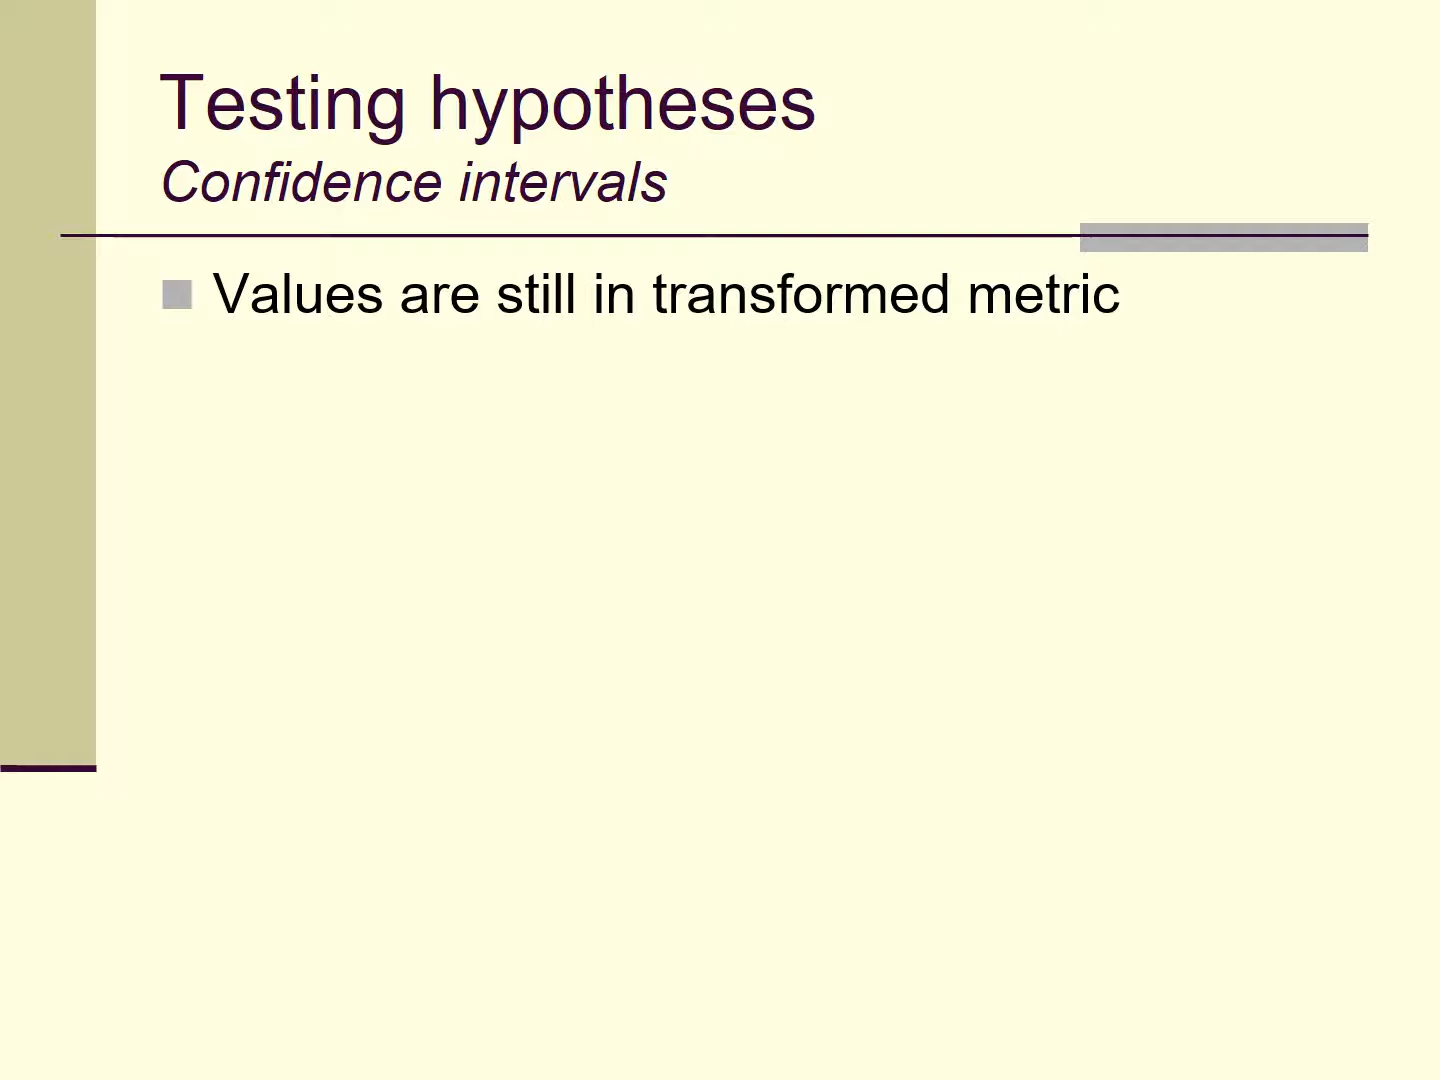 Testing hypotheses
Confidence intervals
Values are still in transformed metric